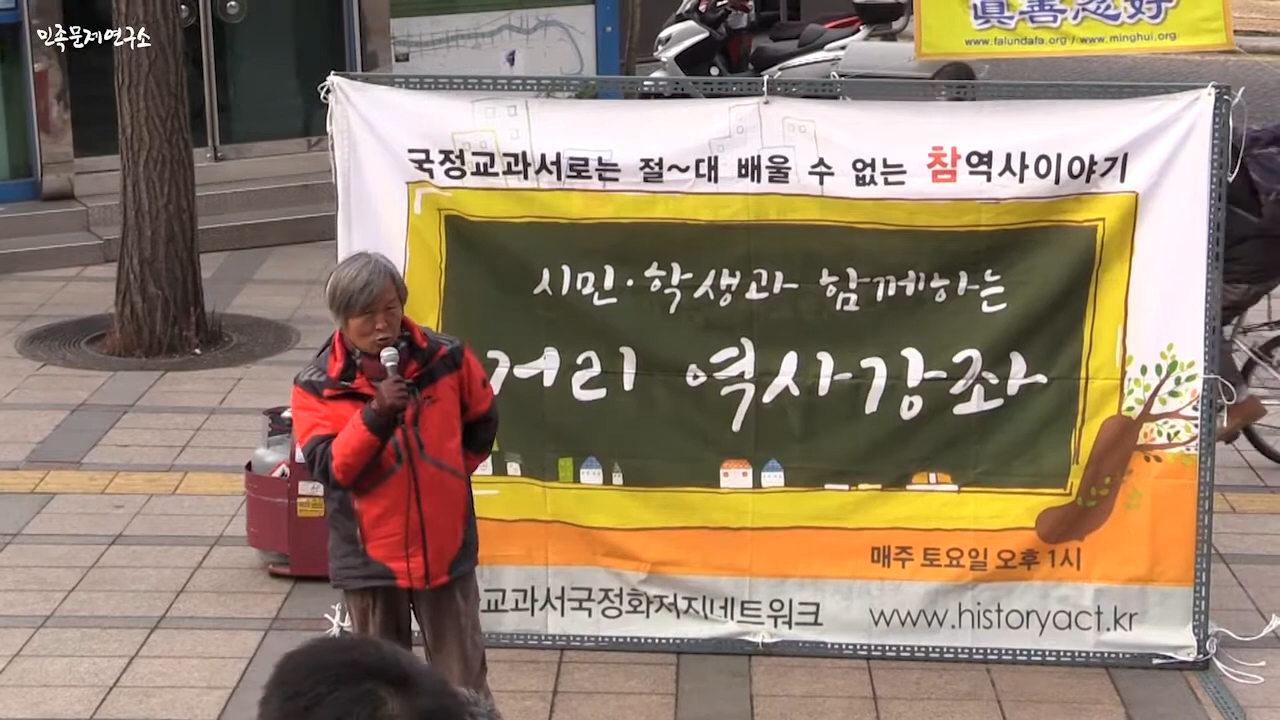 민족문제연구소
眞善忍好
www.falundafa.org / www.minghui.org
국정교과서로는 절~대 배울 수 없는 참역사이야기
시민·학생과 함께하는
거리 역사강좌
매주 토요일 오후 1시
교과서국정화저지네트워크
www.historyact.kr